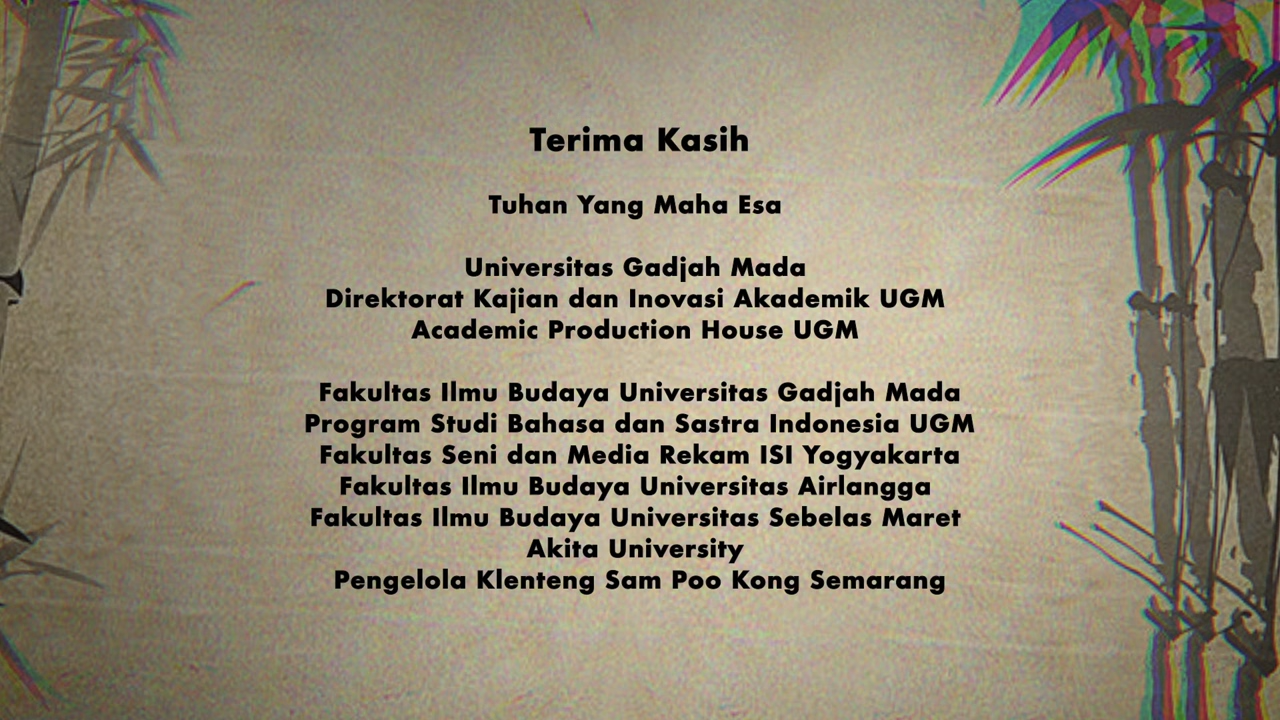 Terima Kasih
Tuhan Yang Maha Esa
Universitas Gadjah Mada
Direktorat Kajian dan Inovasi Akademik UGM
Academic Production House UGM
Fakultas Ilmu Budaya Universitas Gadjah Mada
Program Studi Bahasa dan Sastra Indonesia UGM
Fakultas Seni dan Media Rekam ISI Yogyakarta
Fakultas Ilmu Budaya Universitas Airlangga
Fakultas Ilmu Budaya Universitas Sebelas Maret
Akita University
Pengelola Klenteng Sam Poo Kong Semarang